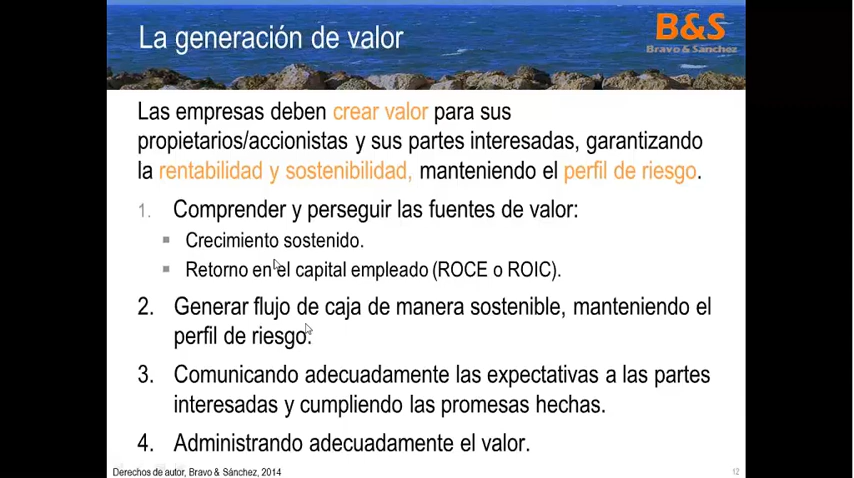 La generación de valor
B&S
Bravo & Sánchez
Las empresas deben crear valor para sus
propietarios/accionistas y sus partes interesadas, garantizando
la rentabilidad y sostenibilidad, manteniendo el perfil de riesgo.
1. Comprender y perseguir las fuentes de valor:
▪ Crecimiento sostenido.
▪ Retorno en el capital empleado (ROCE o ROIC).
2. Generar flujo de caja de manera sostenible, manteniendo el
perfil de riesgo.
3. Comunicando adecuadamente las expectativas a las partes
interesadas y cumpliendo las promesas hechas.
4. Administrando adecuadamente el valor.
Derechos de autor, Bravo & Sánchez, 2014
12